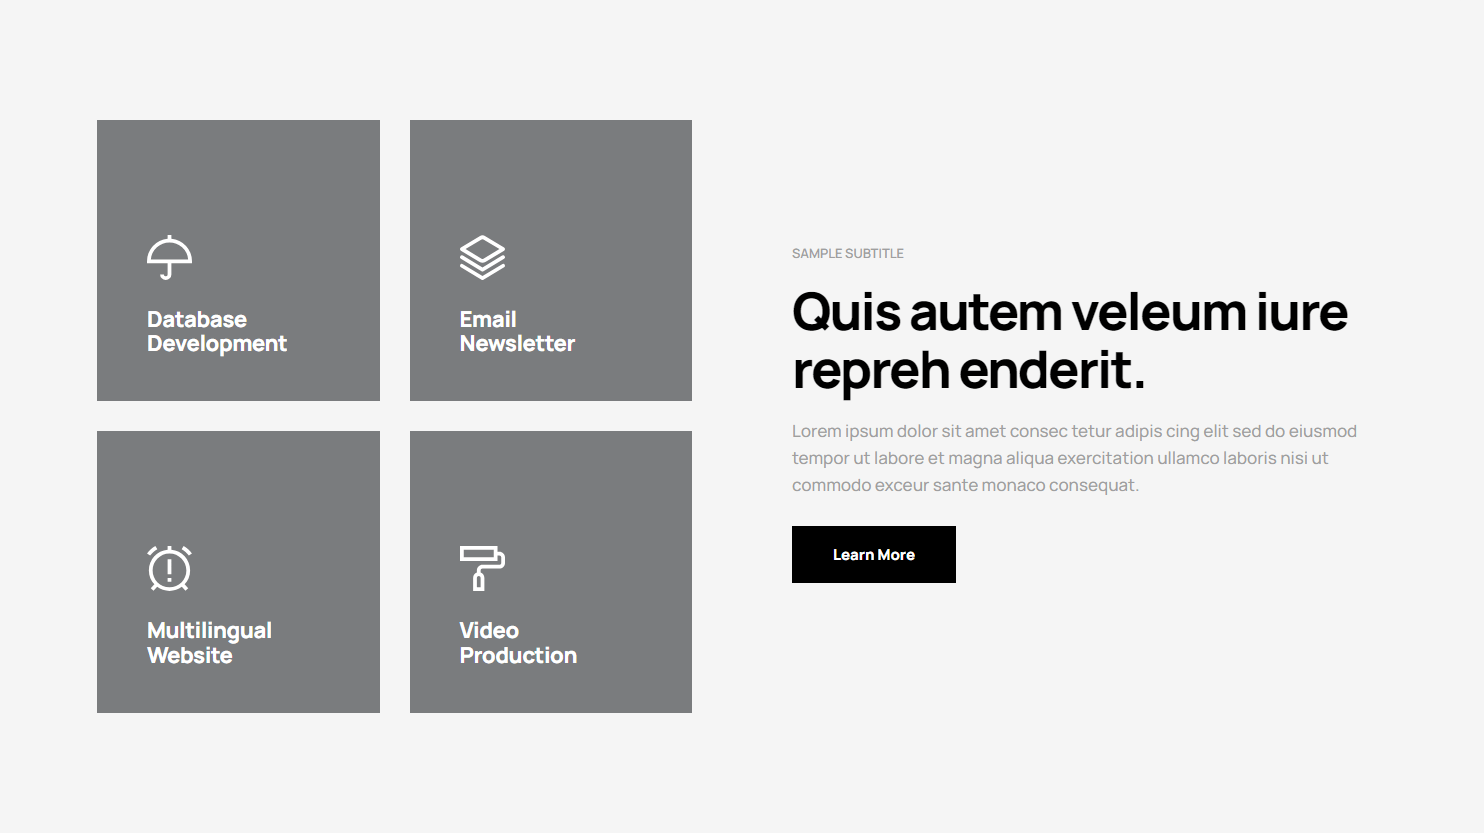 Database
Development
Email
Newsletter
Multilingual
Website
Video
Production
SAMPLE SUBTITLE
Quis autem veleum iure
repreh enderit.
Lorem ipsum dolor sit amet consec tetur adipis cing elit sed do eiusmod
tempor ut labore et magna aliqua exercitation ullamco laboris nisi ut
commodo exceur sante monaco consequat.
Learn More